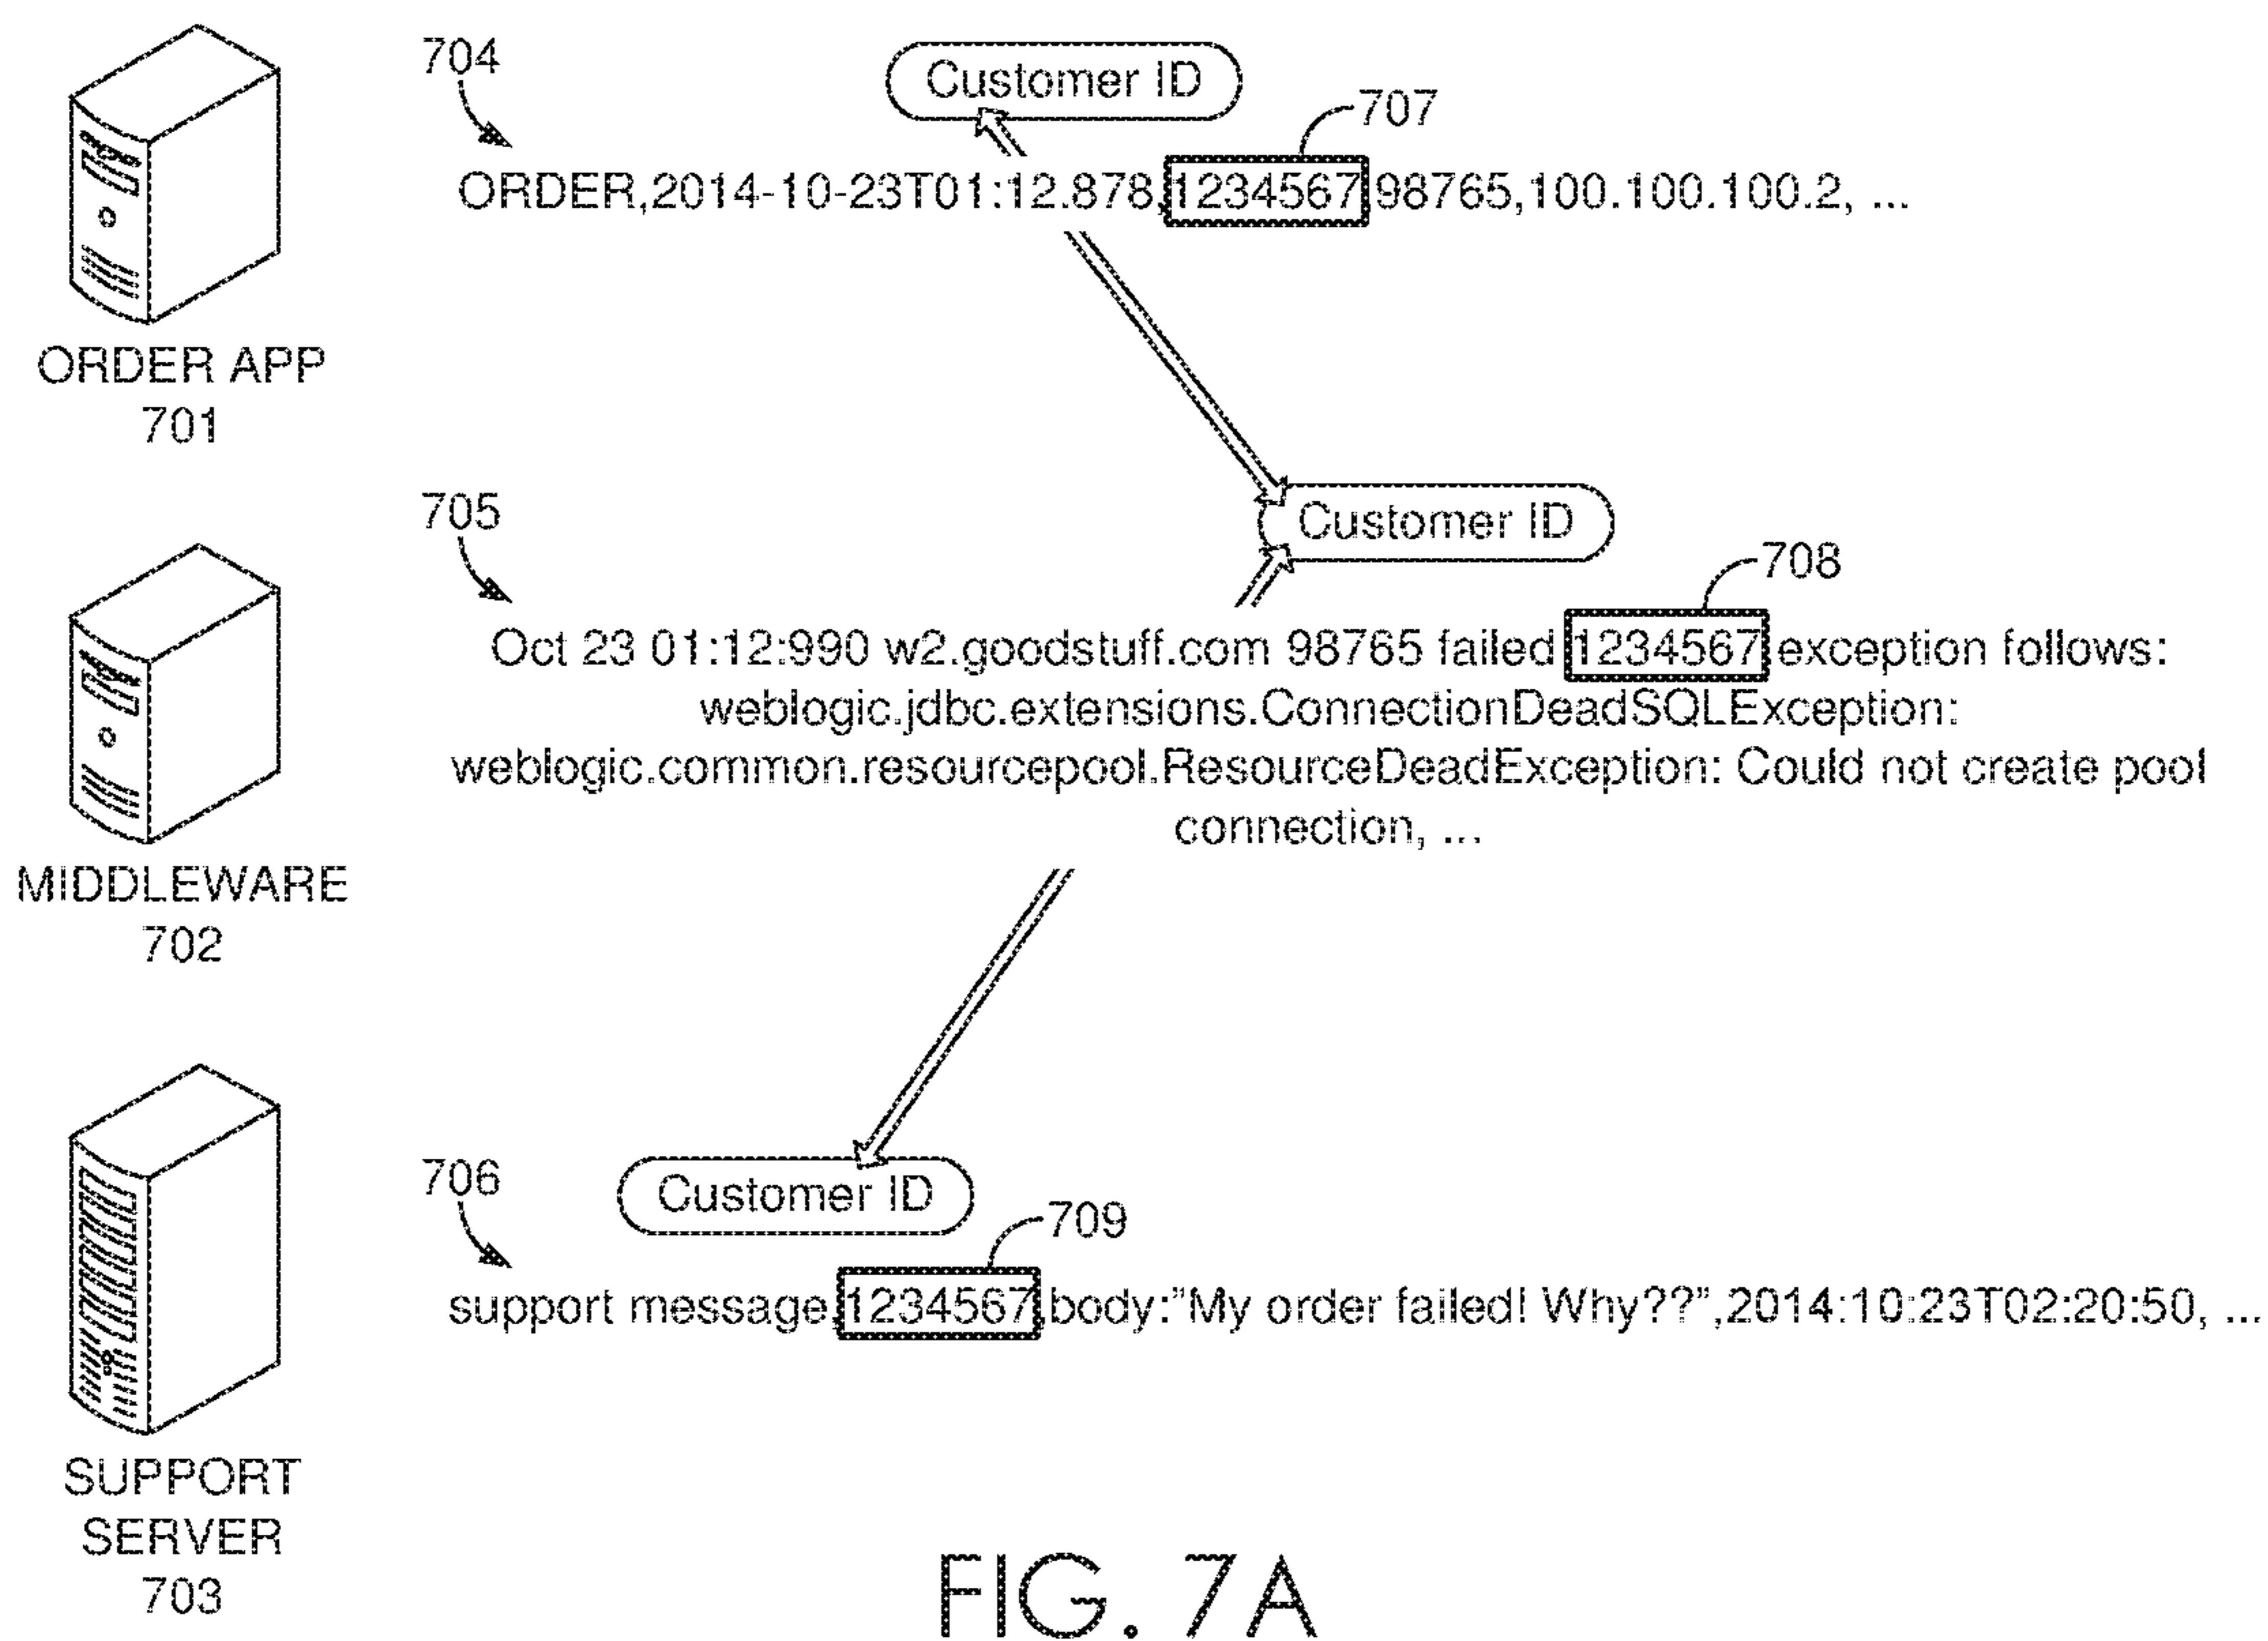 704
Customer ID
707
ORDER,2014-10-23T01:12.878,1234567,98765,100.100.100.2, ...
ORDER APP
701
705
Customer ID
708
Oct 23 01:12:990 w2.goodstuff.com 98765 failed 1234567 exception follows:
weblogic.jdbc.extensions.ConnectionDeadSQLException:
weblogic.common.resourcepool.ResourceDeadException: Could not create pool
connection, ...
MIDDLEWARE
702
706
Customer ID
709
support message,1234567,body:"My order failed! Why??",2014:10:23T02:20:50, ...
SUPPORT
SERVER
703
FIG. 7A